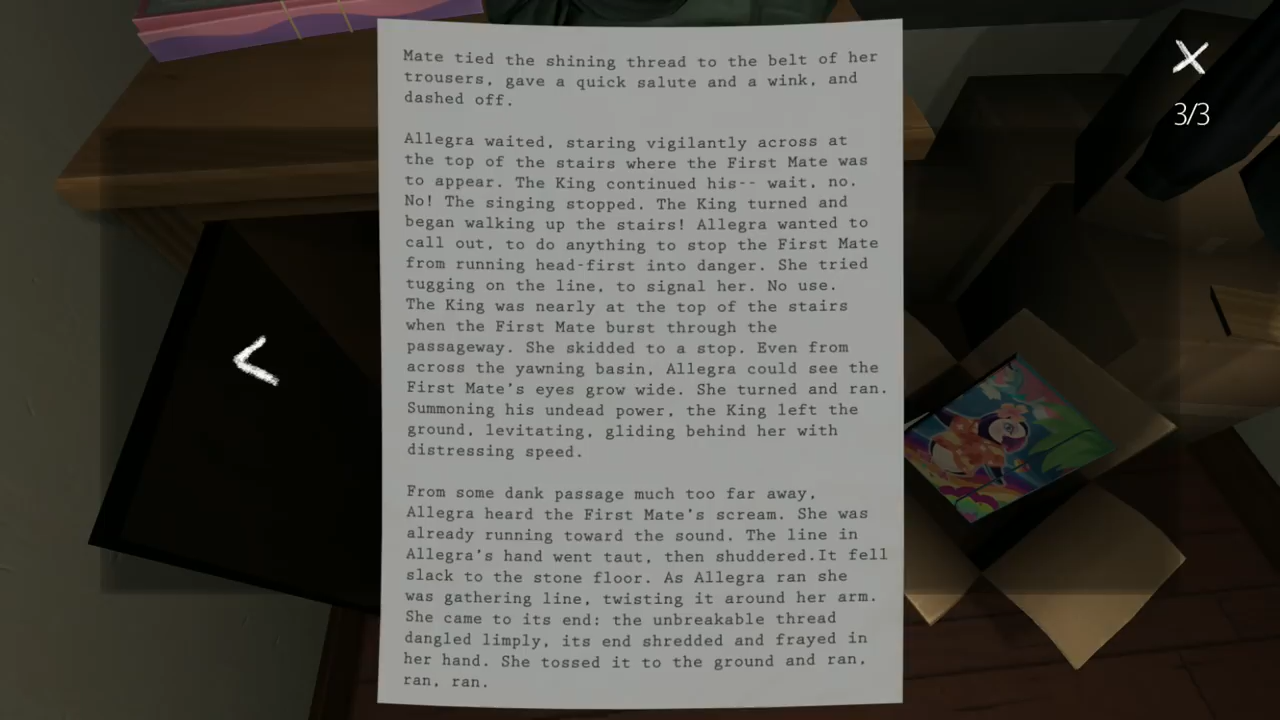 Mate tied the shining thread to the belt of her
trousers, gave a quick salute and a wink, and
dashed off.
Allegra waited, staring vigilantly across at
the top of the stairs where the First Mate was
to appear. The King continued his-- wait, no.
No! The singing stopped. The King turned and
began walking up the stairs! Allegra wanted to
call out, to do anything to stop the First Mate
from running head-first into danger. She tried
tugging on the line, to signal her. No use.
The King was nearly at the top of the stairs
when the First Mate burst through the
passageway. She skidded to a stop. Even from
across the yawning basin, Allegra could see the
First Mate's eyes grow wide. She turned and ran.
Summoning his undead power, the King left the
ground, levitating, gliding behind her with
distressing speed.
From some dank passage much too far away,
Allegra heard the First Mate's scream. She was
already running toward the sound. The line in
Allegra's hand went taut, then shuddered.It fell
slack to the stone floor. As Allegra ran she
was gathering line, twisting it around her arm.
She came to its end: the unbreakable thread
dangled limply, its end shredded and frayed in
her hand. She tossed it to the ground and ran,
ran, ran.
3/3